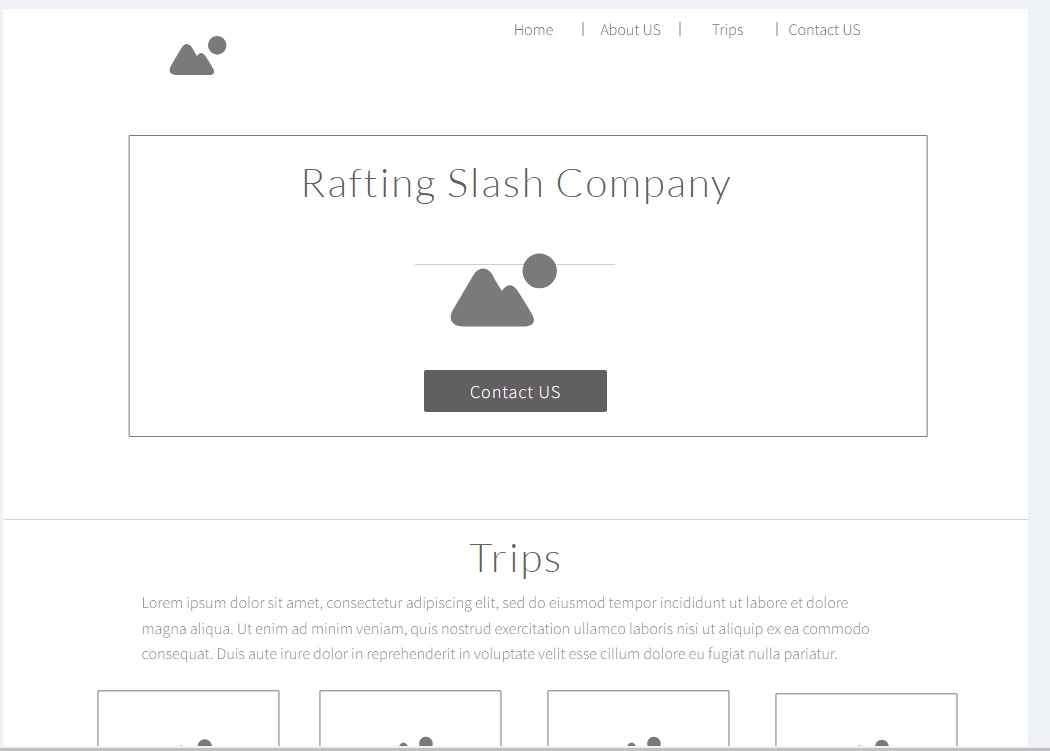 Home | About US | Trips | Contact US
Rafting Slash Company
Contact US
Trips
Lorem ipsum dolor sit amet, consectetur adipiscing elit, sed do eiusmod tempor incididunt ut labore et dolore
magna aliqua. Ut enim ad minim veniam, quis nostrud exercitation ullamco laboris nisi ut aliquip ex ea commodo
consequat. Duis aute irure dolor in reprehenderit in voluptate velit esse cillum dolore eu fugiat nulla pariatur.